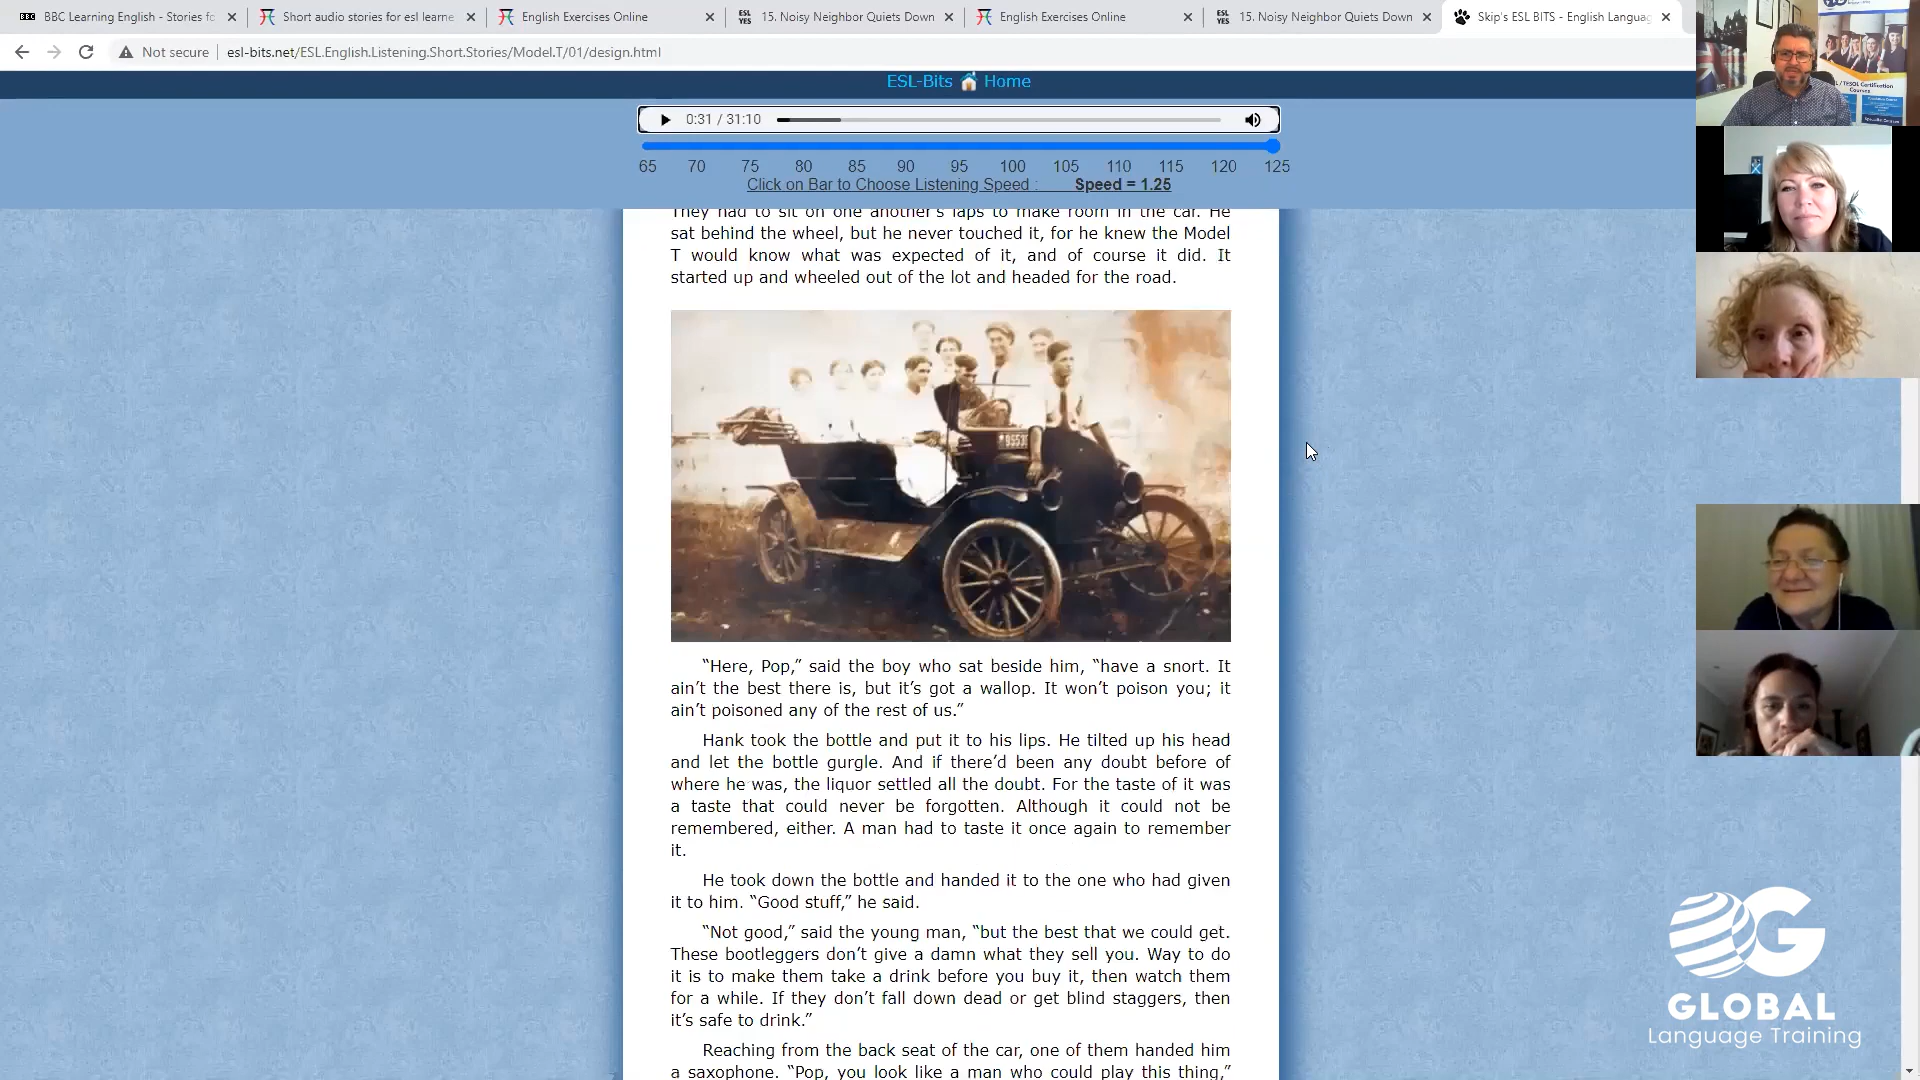 BBC Learning English - Stories fo
Short audio stories for esl learne
English Exercises Online
15. Noisy Neighbor Quiets Down
English Exercises Online
15. Noisy Neighbor Quiets Down
Skip's ESL BITS - English Languag
Not secure
esl-bits.net/ESL.English.Listening.Short.Stories/Model.T/01/design.html
ESL-Bits Home
0:31 / 31:10
65 70 75 80 85 90 95 100 105 110 115 120 125
Click on Bar to Choose Listening Speed : Speed = 1.25
They had to sit on one another's laps to make room in the car. He
sat behind the wheel, but he never touched it, for he knew the Model
T would know what was expected of it, and of course it did. It
started up and wheeled out of the lot and headed for the road.
“Here, Pop,” said the boy who sat beside him, “have a snort. It
ain’t the best there is, but it’s got a wallop. It won’t poison you; it
ain’t poisoned any of the rest of us.”
Hank took the bottle and put it to his lips. He tilted up his head
and let the bottle gurgle. And if there’d been any doubt before of
where he was, the liquor settled all the doubt. For the taste of it was
a taste that could never be forgotten. Although it could not be
remembered, either. A man had to taste it once again to remember
it.
He took down the bottle and handed it to the one who had given
it to him. “Good stuff,” he said.
“Not good,” said the young man, “but the best that we could get.
These bootleggers don’t give a damn what they sell you. Way to do
it is to make them take a drink before you buy it, then watch them
for a while. If they don’t fall down dead or get blind staggers, then
it’s safe to drink.”
Reaching from the back seat of the car, one of them handed him
a saxophone. “Pop, you look like a man who could play this thing,”
/ TESOL Certification
Courses
G
GLOBAL
Language Training